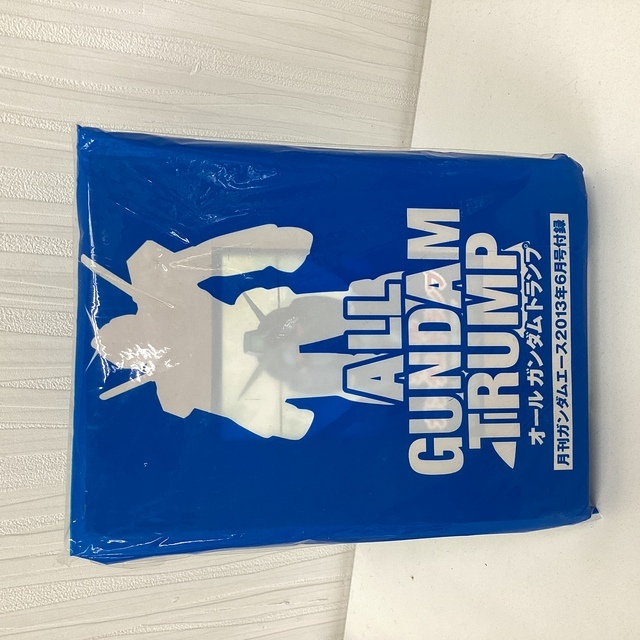 ALL
GUNDAM
TRUMP
オール ガンダムトランプ
月刊ガンダムエース2013年6月号付録